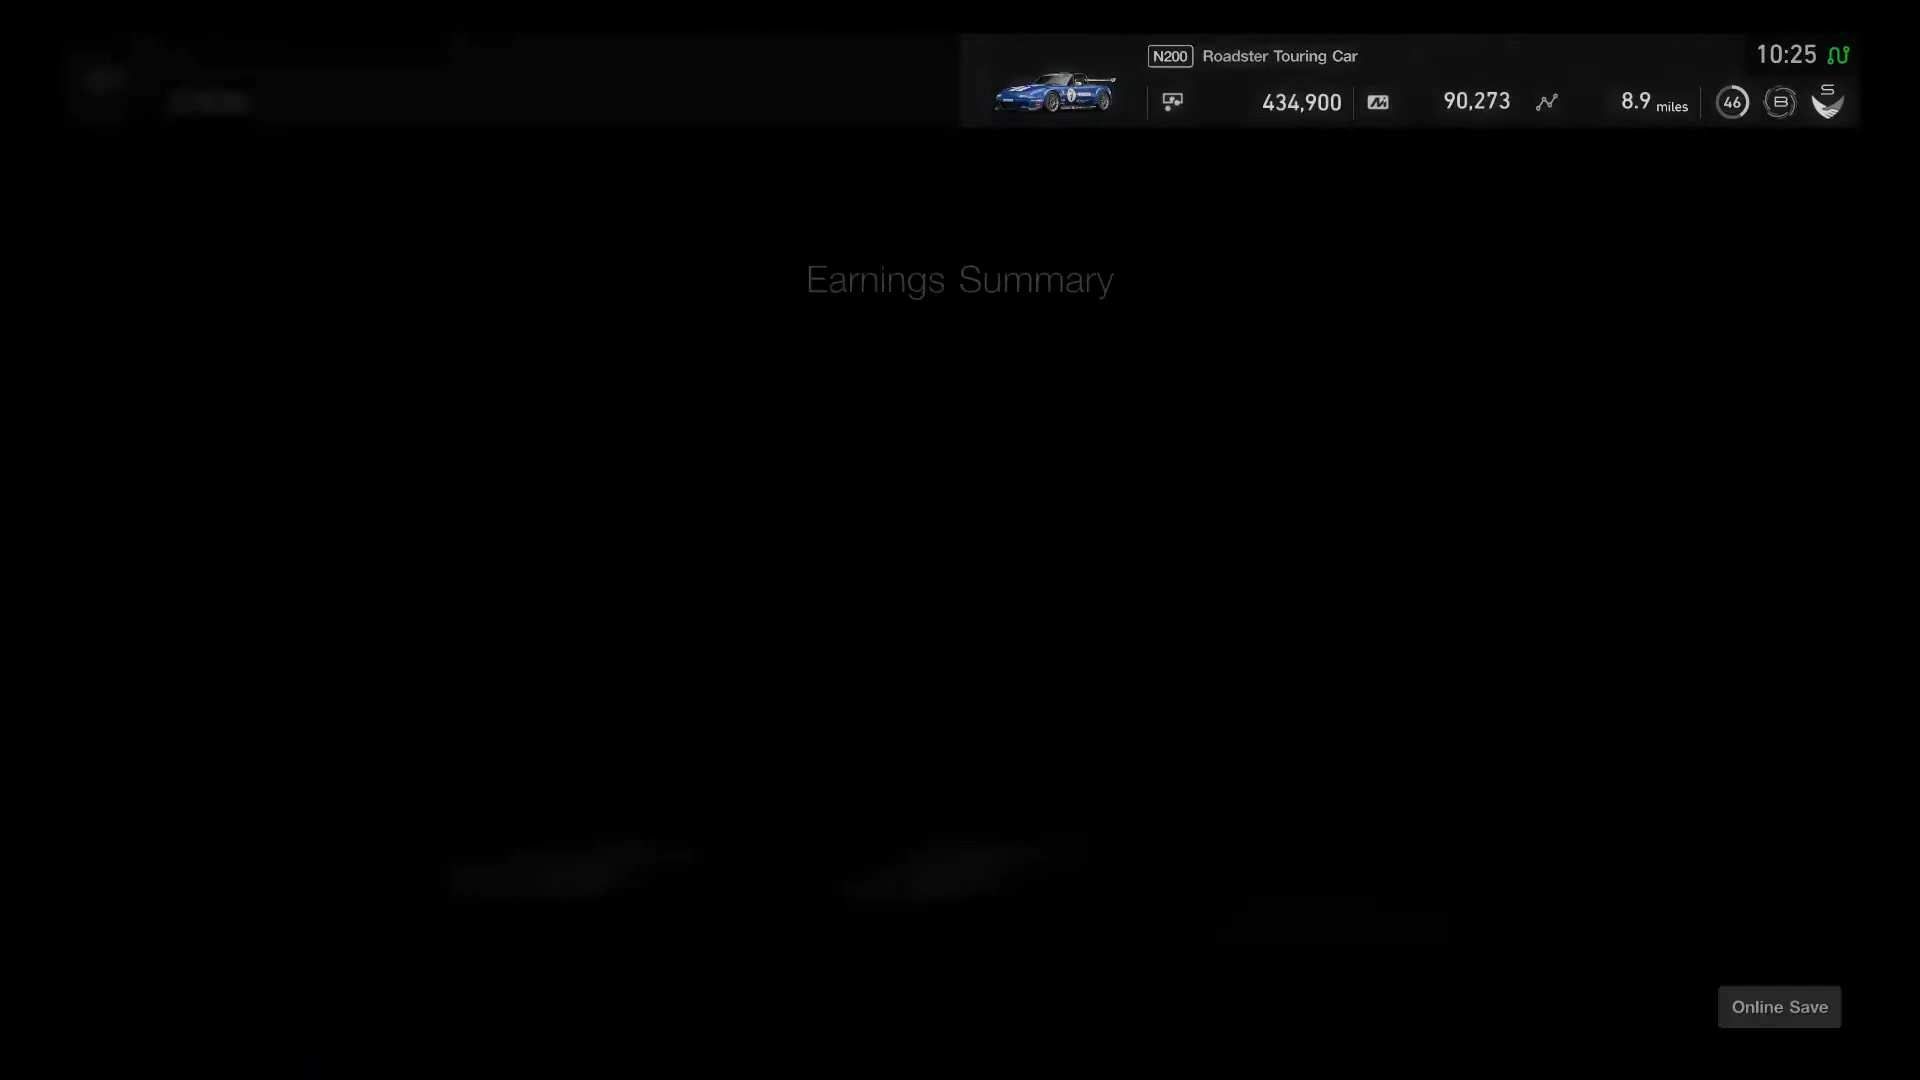 N200 Roadster Touring Car
10:25
434,900
90,273
8.9 miles
46
B
S
Earnings Summary
Online Save